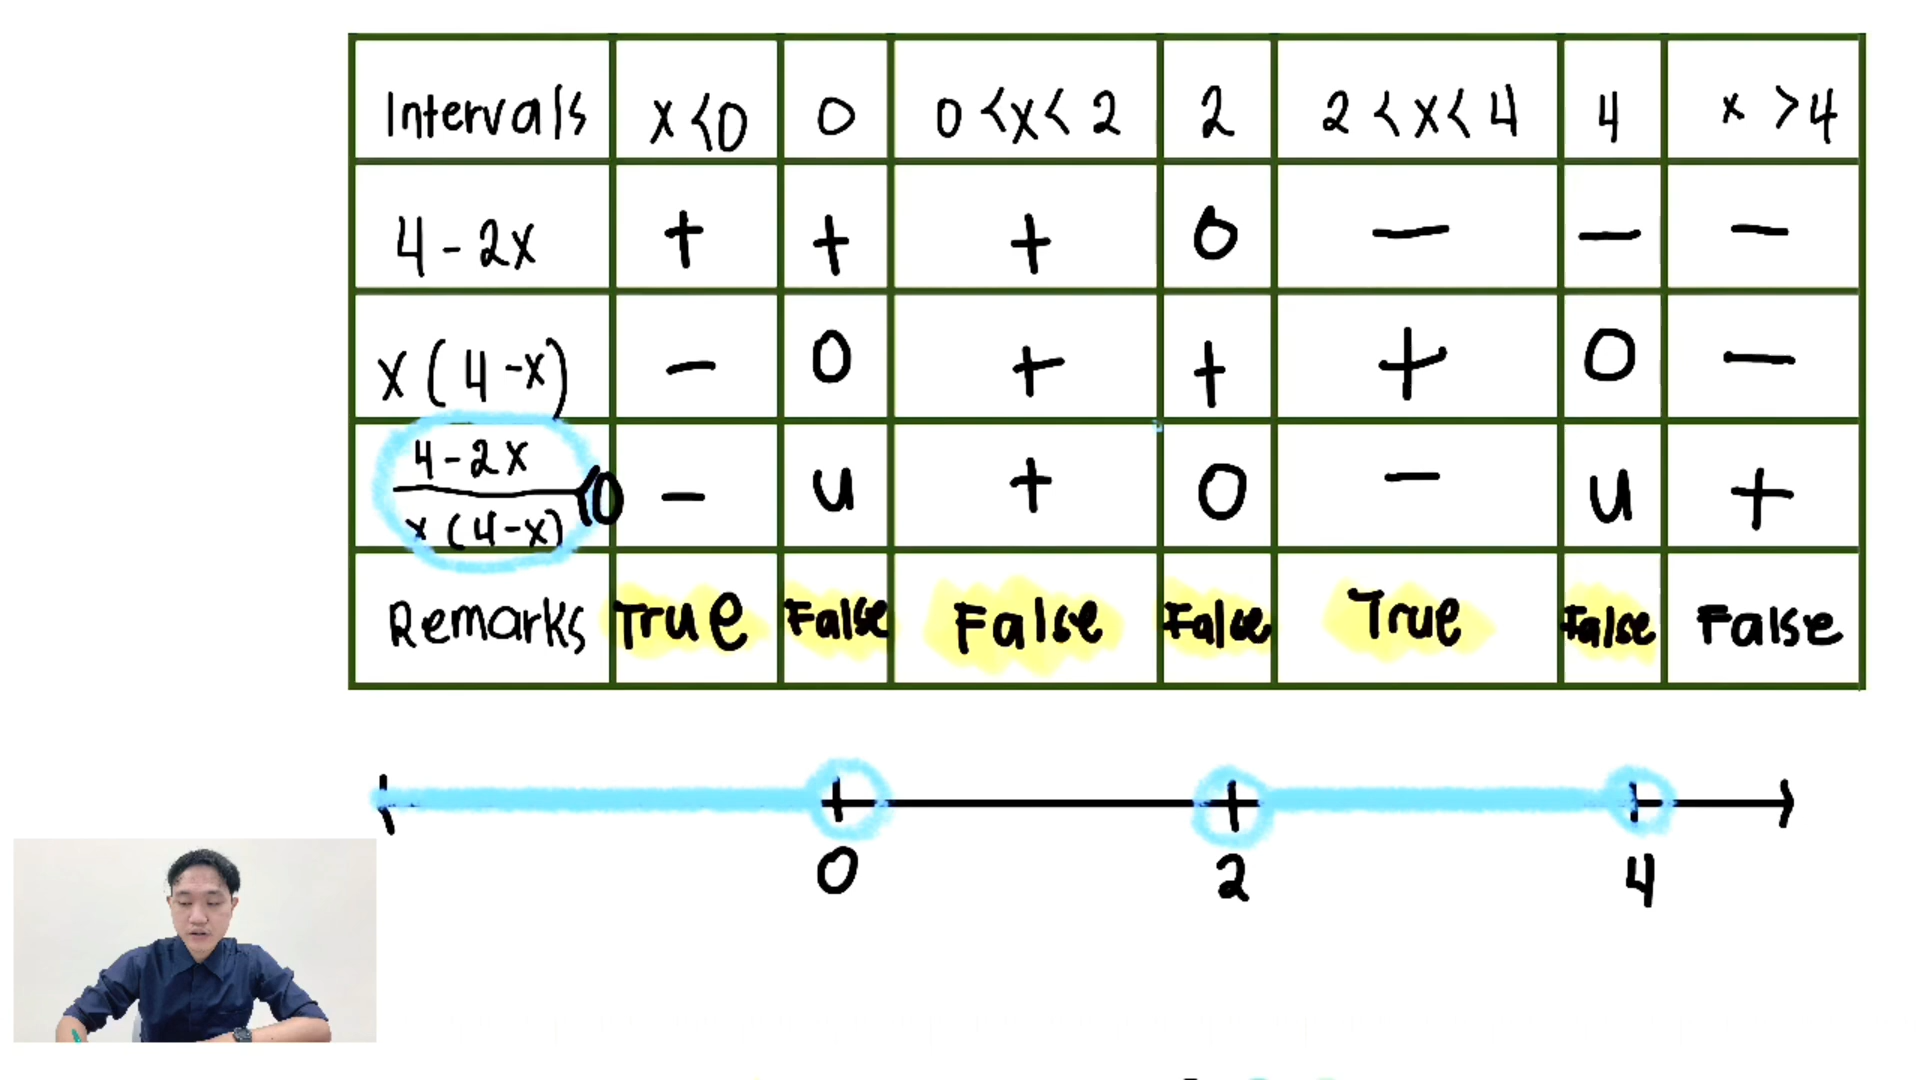 Intervals x<0 0 0<x<2 2 2<x<4 4 x>4
4-2x + + + 0 - - -
x(4-x) - 0 + + + 0 -
4-2x
x(4-x) <0 - u + 0 - u +
Remarks True False False False True False False
0 2 4